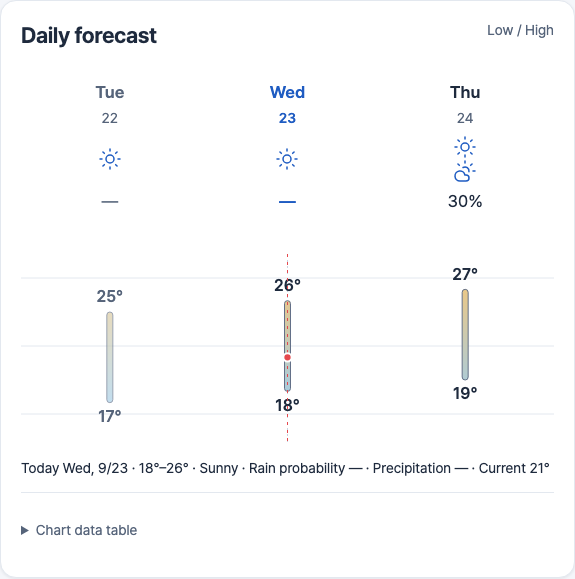 Daily forecast
Low / High
Tue Wed Thu
22 23 24
— — 30%
25° 26° 27°
17° 18° 19°
Today Wed, 9/23 · 18°–26° · Sunny · Rain probability — · Precipitation — · Current 21°
▶ Chart data table